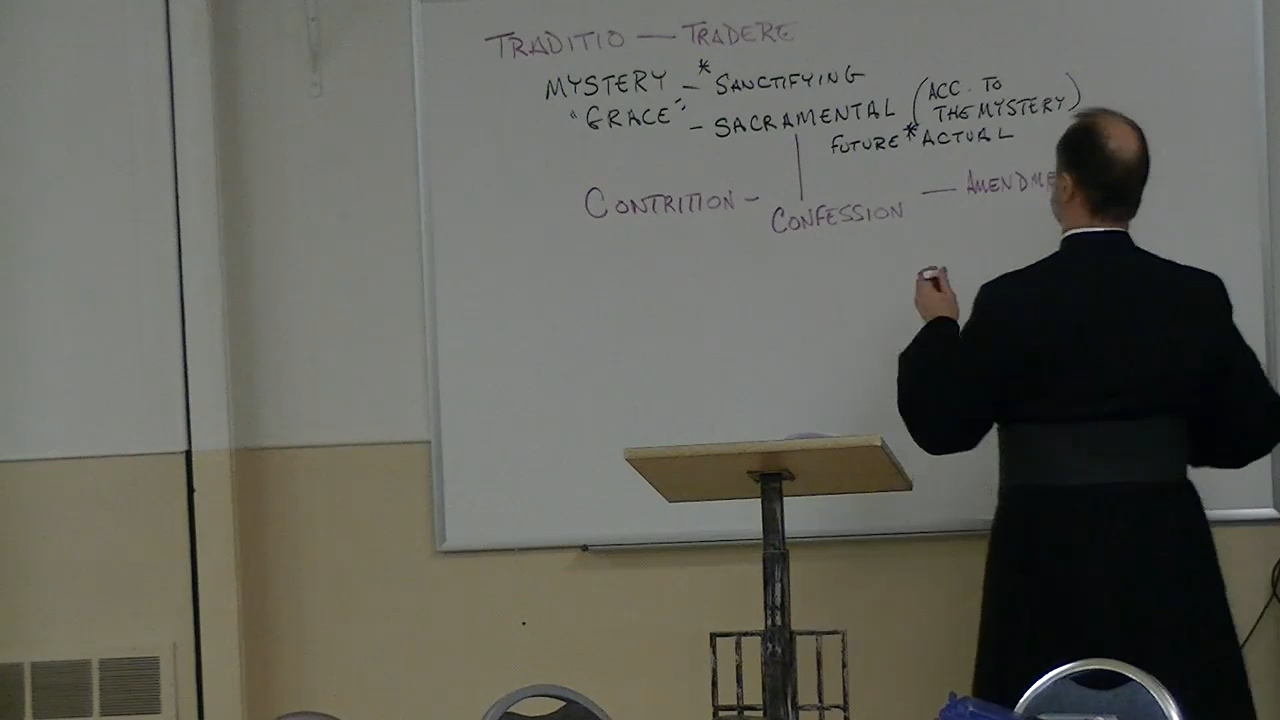 TRADITIO — TRADERE
MYSTERY – * SANCTIFYING
"GRACE" – SACRAMENTAL (ACC. TO THE MYSTERY)
FUTURE * ACTUAL
CONTRITION – CONFESSION — AMENDME